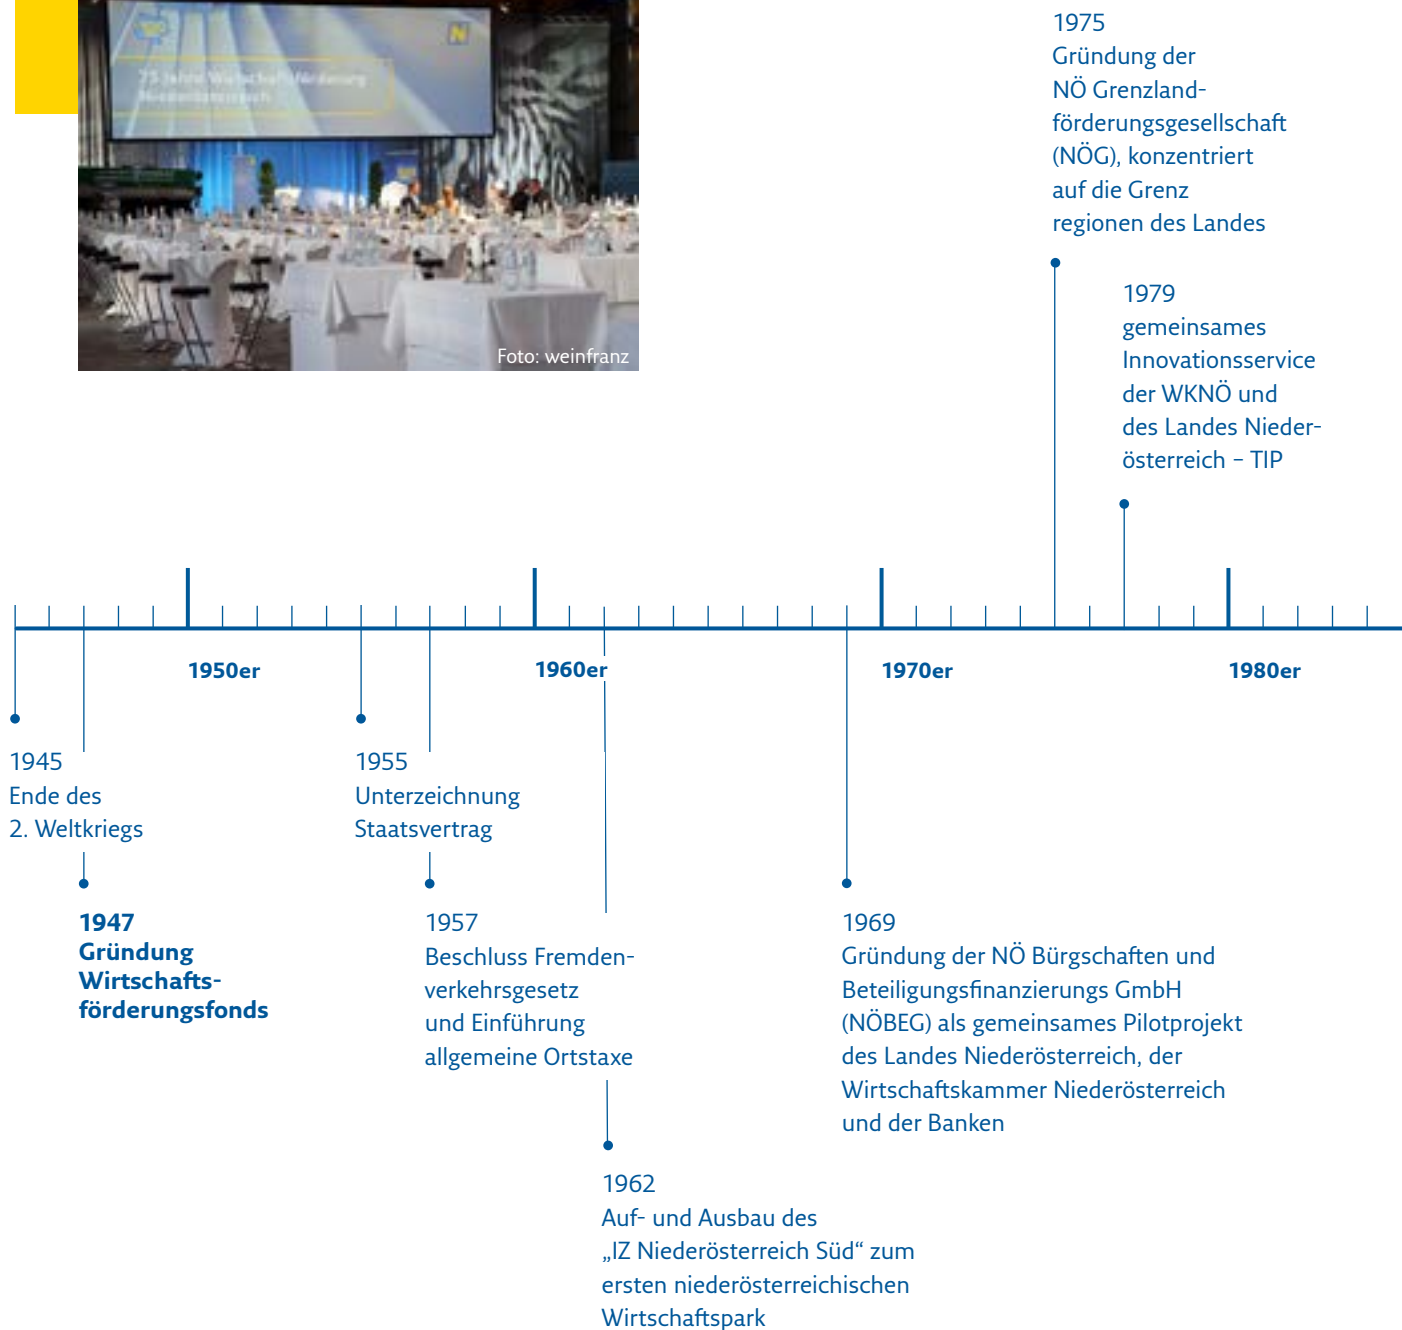 75 Jahre Wirtschaftsförderung
Niederösterreich
Foto: weinfranz
1975
Gründung der
NÖ Grenzland-
förderungsgesellschaft
(NÖG), konzentriert
auf die Grenz
regionen des Landes
1979
gemeinsames
Innovationsservice
der WKNÖ und
des Landes Nieder-
österreich – TIP
1950er
1960er
1970er
1980er
1945
Ende des
2. Weltkriegs
1947
Gründung
Wirtschafts-
förderungsfonds
1955
Unterzeichnung
Staatsvertrag
1957
Beschluss Fremden-
verkehrsgesetz
und Einführung
allgemeine Ortstaxe
1962
Auf- und Ausbau des
„IZ Niederösterreich Süd“ zum
ersten niederösterreichischen
Wirtschaftspark
1969
Gründung der NÖ Bürgschaften und
Beteiligungsfinanzierungs GmbH
(NÖBEG) als gemeinsames Pilotprojekt
des Landes Niederösterreich, der
Wirtschaftskammer Niederösterreich
und der Banken